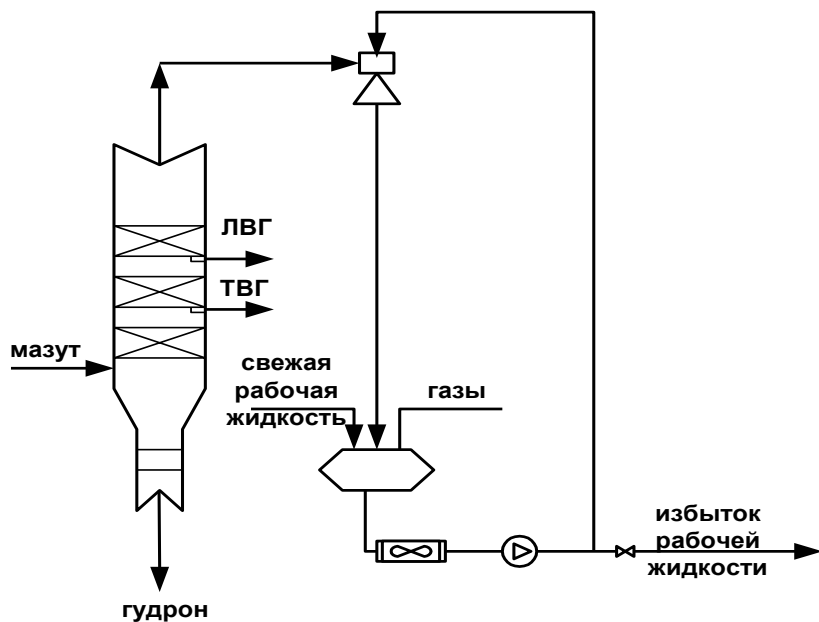 ЛВГ
ТВГ
мазут
свежая
рабочая
жидкость
газы
избыток
рабочей
жидкости
гудрон